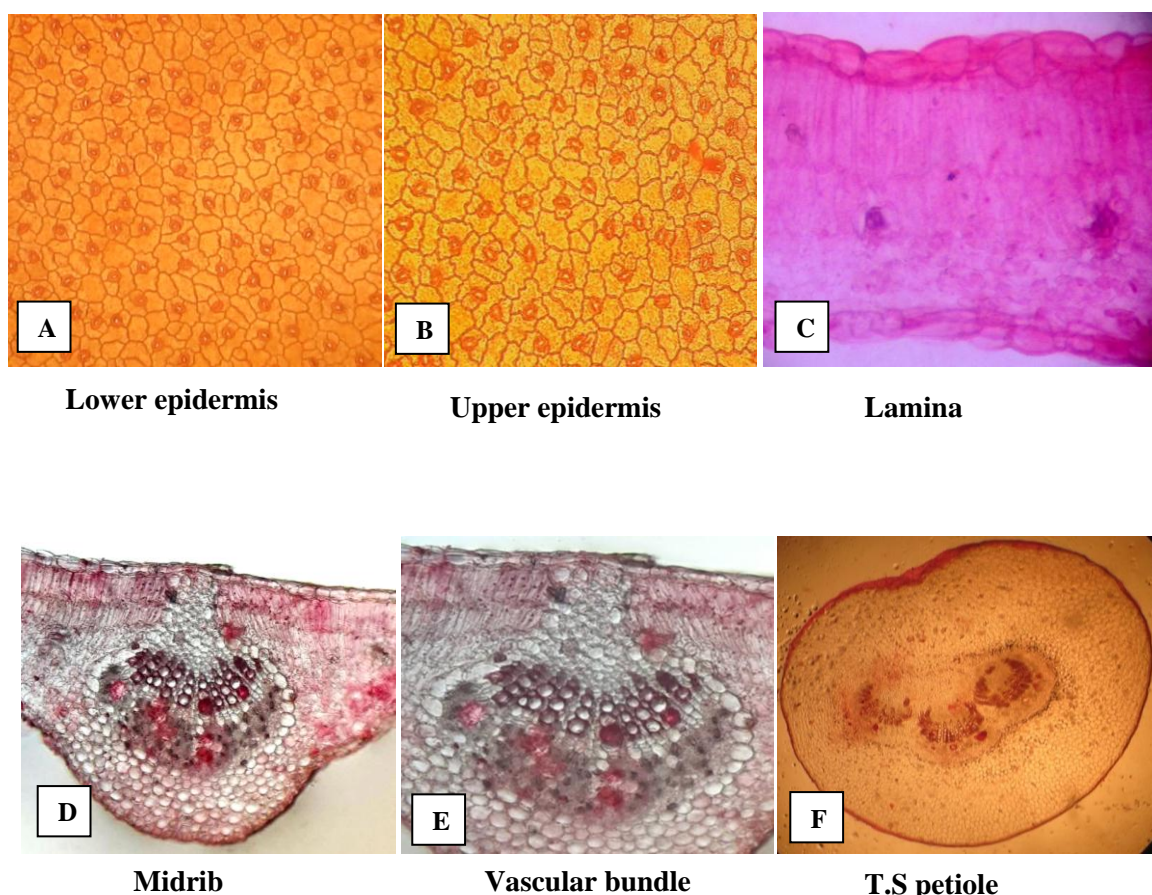 A
B
C
Lower epidermis
Upper epidermis
Lamina
D
E
F
Midrib
Vascular bundle
T.S petiole